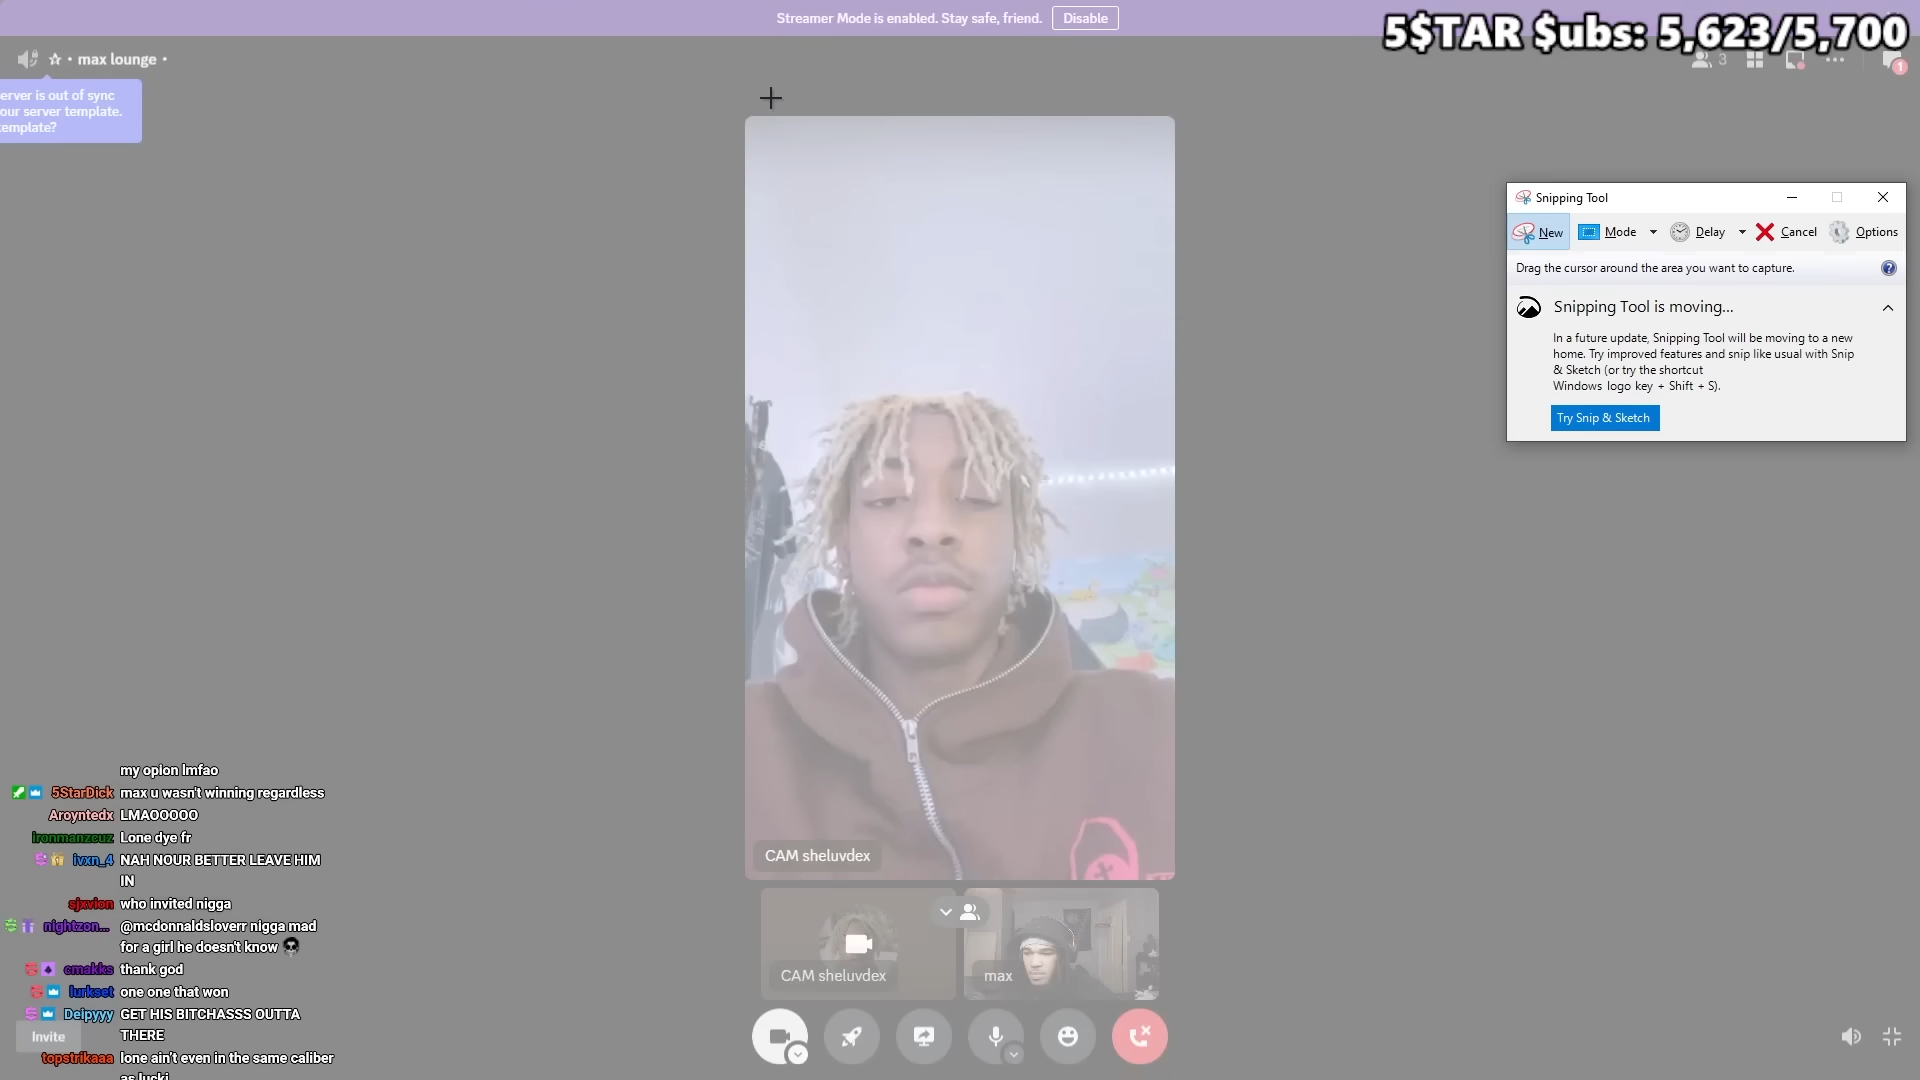 Streamer Mode is enabled. Stay safe, friend. Disable
5$TAR $ubs: 5,623/5,700
☆ • max lounge •
3
1
erver is out of sync
our server template.
template?
Snipping Tool
New Mode Delay Cancel Options
Drag the cursor around the area you want to capture.
Snipping Tool is moving...
In a future update, Snipping Tool will be moving to a new
home. Try improved features and snip like usual with Snip
& Sketch (or try the shortcut
Windows logo key + Shift + S).
Try Snip & Sketch
CAM sheluvdex
CAM sheluvdex
max
my opion lmfao
5StarDick max u wasn't winning regardless
Aroyntedx LMAOOOOO
ironmanzcuz Lone dye fr
ivxn_4 NAH NOUR BETTER LEAVE HIM
IN
sjxvion who invited nigga
nightzon... @mcdonaldsloverr nigga mad
for a girl he doesn't know
cmakks thank god
lurkset one one that won
Deipyyy GET HIS BITCHASSS OUTTA
THERE
Invite
topstrikaaa lone ain't even in the same caliber
as lucki